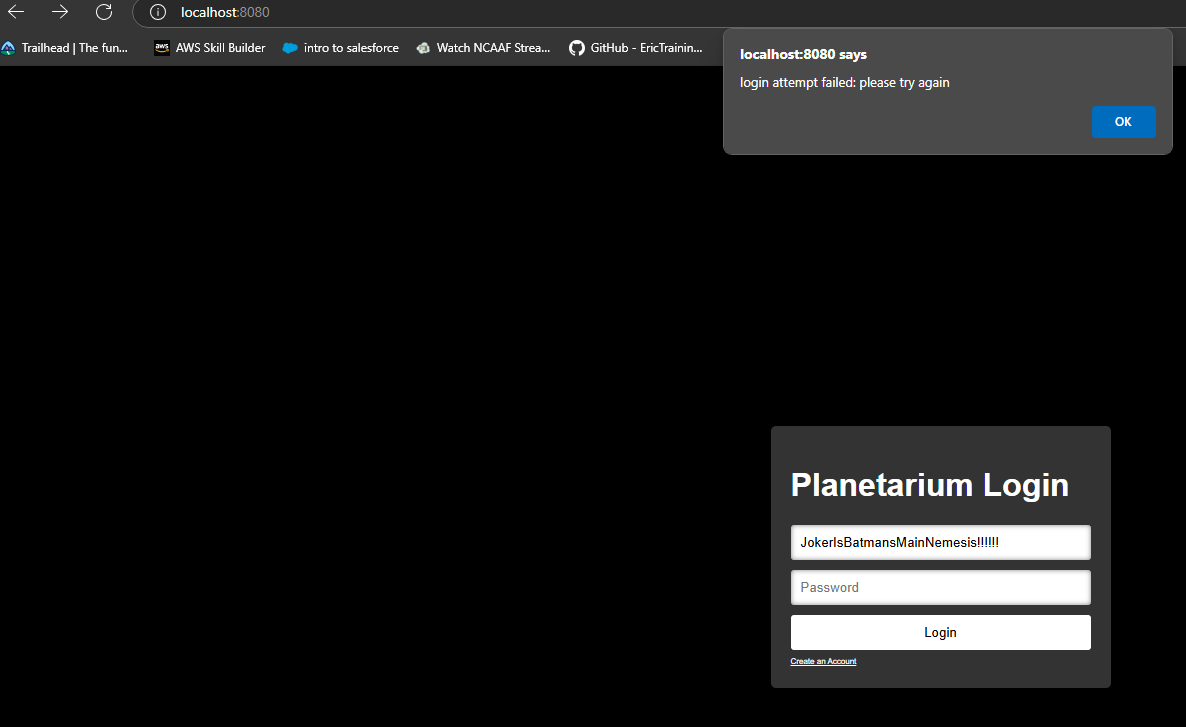 localhost:8080
Trailhead | The fun...
aws AWS Skill Builder
intro to salesforce
Watch NCAAF Strea...
GitHub - EricTrainin...
localhost:8080 says
login attempt failed: please try again
OK
Planetarium Login
JokerIsBatmansMainNemesis!!!!!!
Password
Login
Create an Account